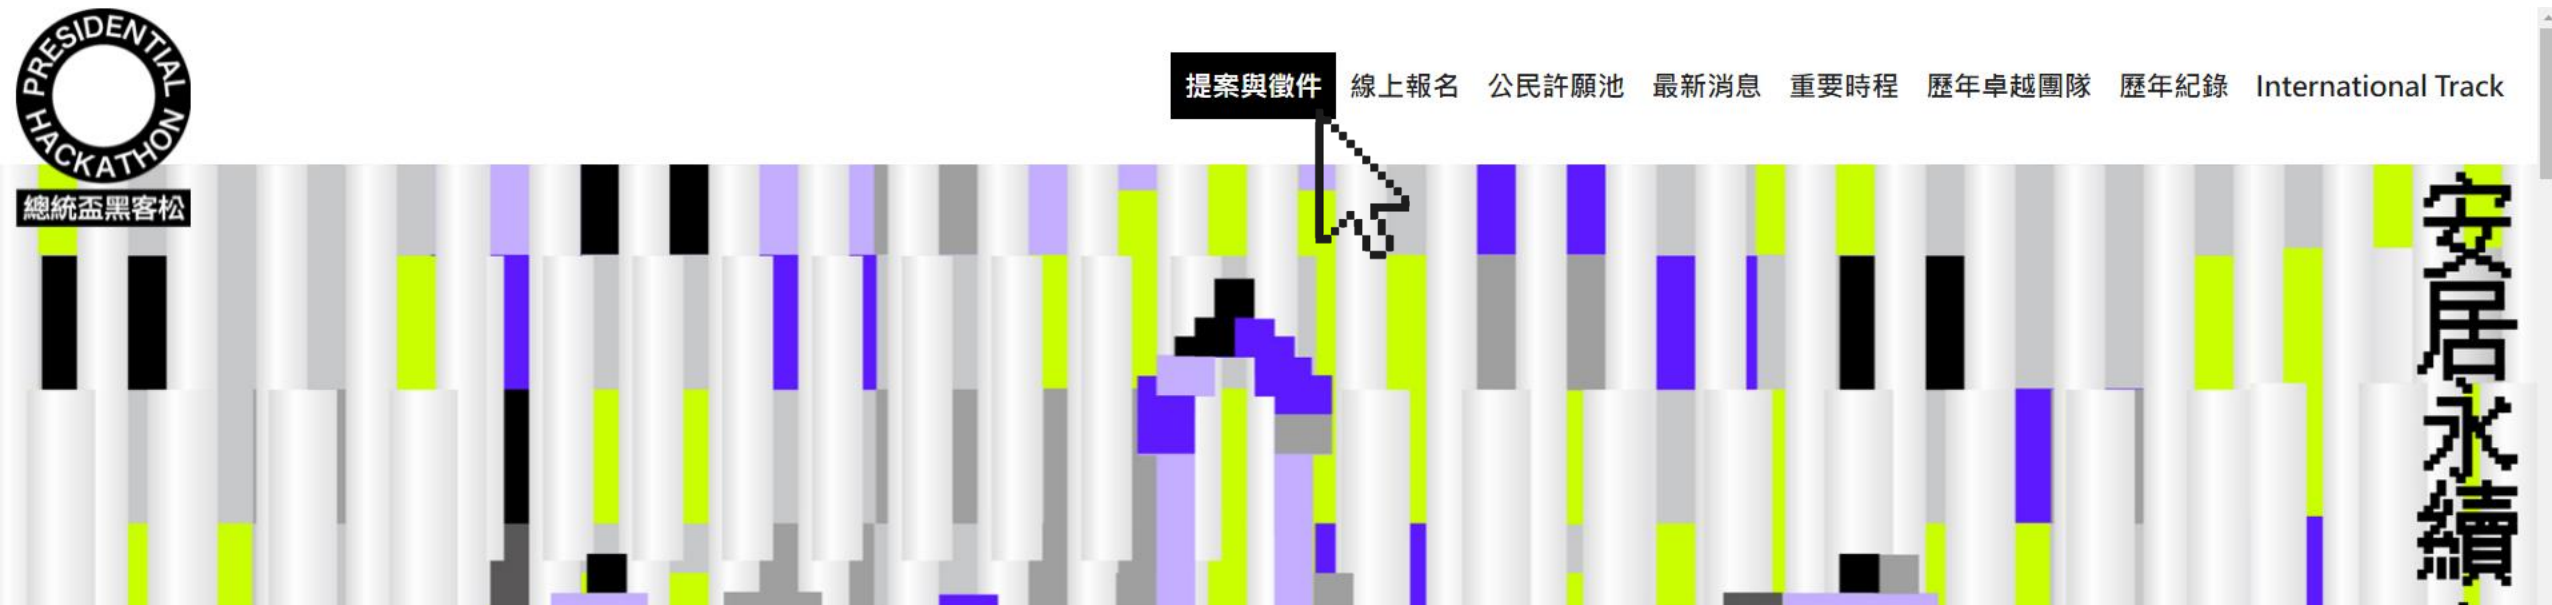 PRESIDENTIAL HACKATHON
總統盃黑客松
提案與徵件 線上報名 公民許願池 最新消息 重要時程 歷年卓越團隊 歷年紀錄 International Track
安居永續